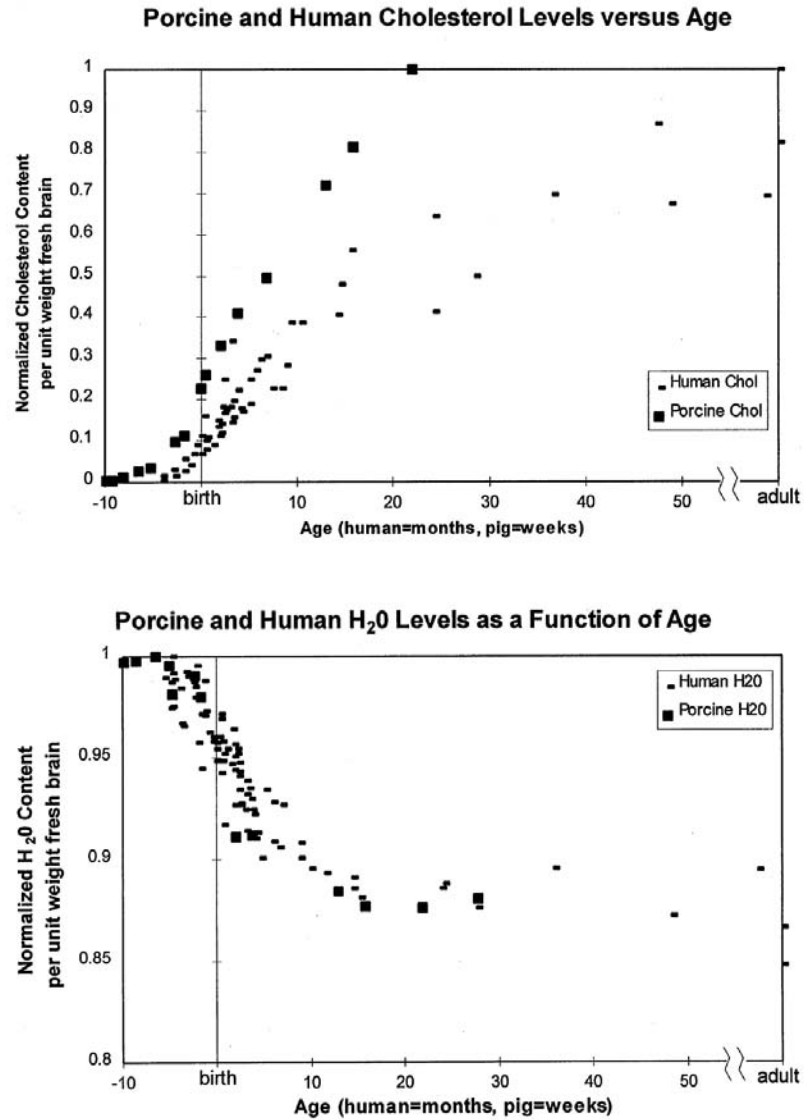 Porcine and Human Cholesterol Levels versus Age
Normalized Cholesterol Content
per unit weight fresh brain
1
0.9
0.8
0.7
0.6
0.5
0.4
0.3
0.2
0.1
0
Human Chol
Porcine Chol
-10
birth
10
20
30
40
50
adult
Age (human=months, pig=weeks)
Porcine and Human H20 Levels as a Function of Age
Normalized H20 Content
per unit weight fresh brain
1
0.95
0.9
0.85
0.8
Human H20
Porcine H20
-10
birth
10
20
30
40
50
adult
Age (human=months, pig=weeks)